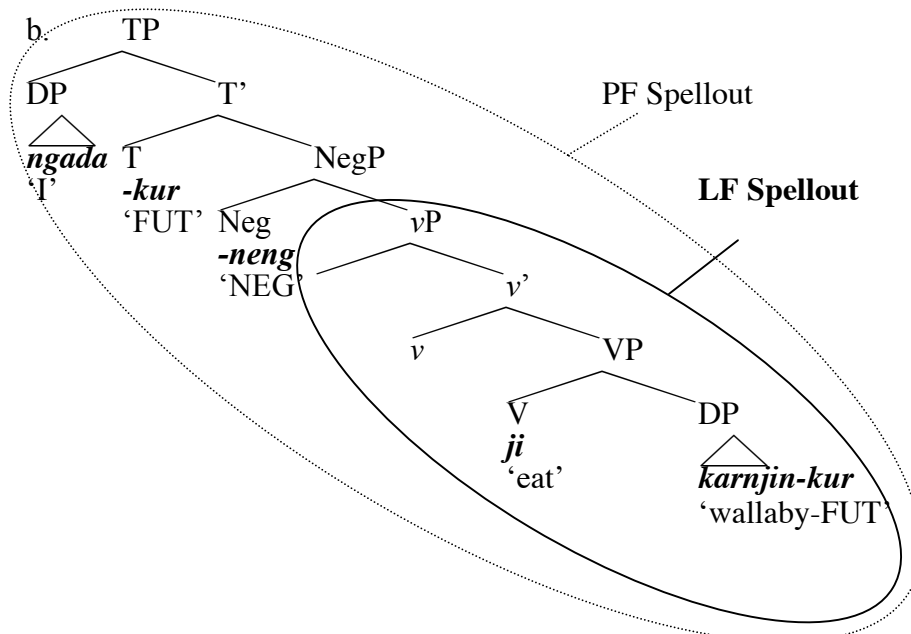 b. TP
DP T’
PF Spellout
ngada T NegP
‘I’ -kur
LF Spellout
‘FUT’ Neg vP
-neng
‘NEG’ v’
v VP
V DP
ji
‘eat’ karnjin-kur
‘wallaby-FUT’